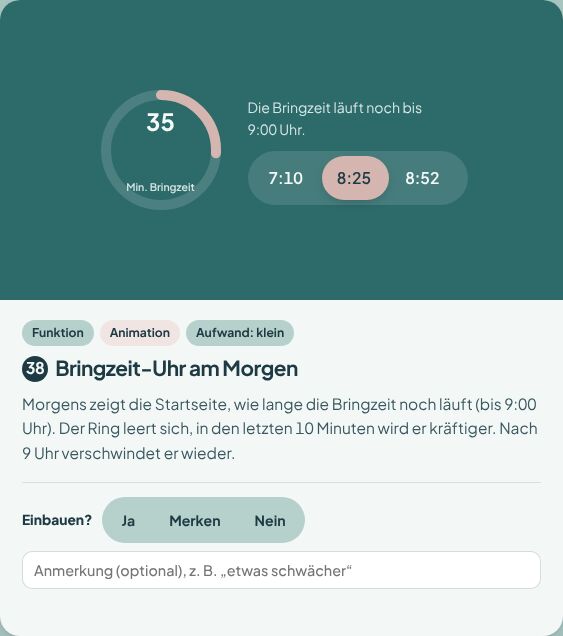 35
Min. Bringzeit
Die Bringzeit läuft noch bis
9:00 Uhr.
7:10 8:25 8:52
Funktion Animation Aufwand: klein
38 Bringzeit-Uhr am Morgen
Morgens zeigt die Startseite, wie lange die Bringzeit noch läuft (bis 9:00
Uhr). Der Ring leert sich, in den letzten 10 Minuten wird er kräftiger. Nach
9 Uhr verschwindet er wieder.
Einbauen? Ja Merken Nein
Anmerkung (optional), z. B. „etwas schwächer“